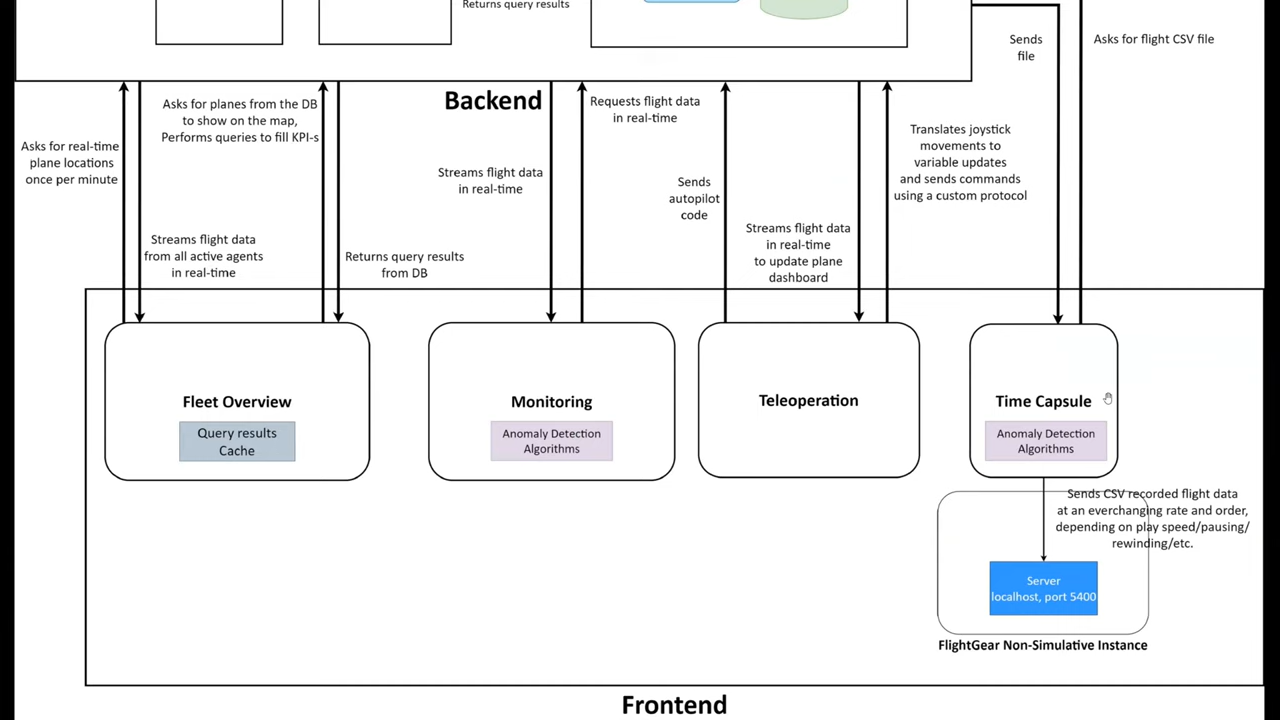 Returns query results
Sends
file
Asks for flight CSV file
Backend
Asks for real-time
plane locations
once per minute
Asks for planes from the DB
to show on the map,
Performs queries to fill KPI-s
Streams flight data
from all active agents
in real-time
Returns query results
from DB
Streams flight data
in real-time
Requests flight data
in real-time
Sends
autopilot
code
Streams flight data
in real-time
to update plane
dashboard
Translates joystick
movements to
variable updates
and sends commands
using a custom protocol
Fleet Overview
Query results
Cache
Monitoring
Anomaly Detection
Algorithms
Teleoperation
Time Capsule
Anomaly Detection
Algorithms
Sends CSV recorded flight data
at an everchanging rate and order,
depending on play speed/pausing/
rewinding/etc.
Server
localhost, port 5400
FlightGear Non-Simulative Instance
Frontend